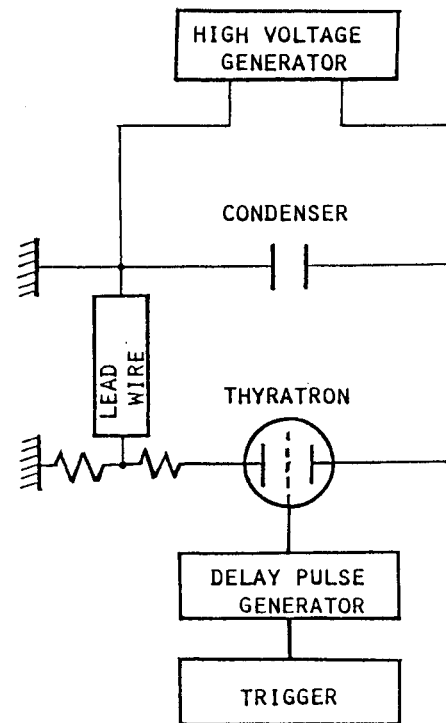 HIGH VOLTAGE
GENERATOR
CONDENSER
LEAD
WIRE
THYRATRON
DELAY PULSE
GENERATOR
TRIGGER